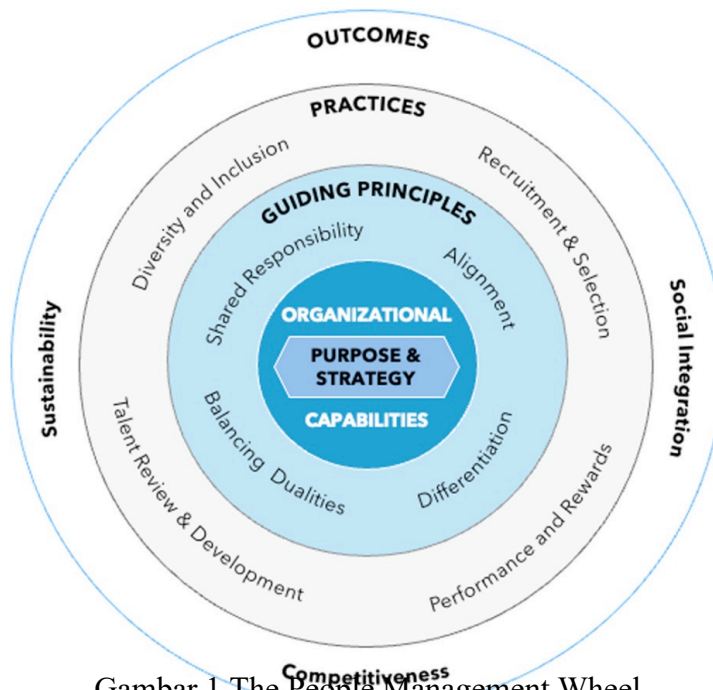 OUTCOMES
PRACTICES
Diversity and Inclusion
Recruitment & Selection
GUIDING PRINCIPLES
Shared Responsibility
Alignment
ORGANIZATIONAL
PURPOSE &
STRATEGY
CAPABILITIES
Sustainability
Social Integration
Balancing Dualities
Differentiation
Talent Review & Development
Performance and Rewards
Competitiveness
Gambar 1 The People Management Wheel